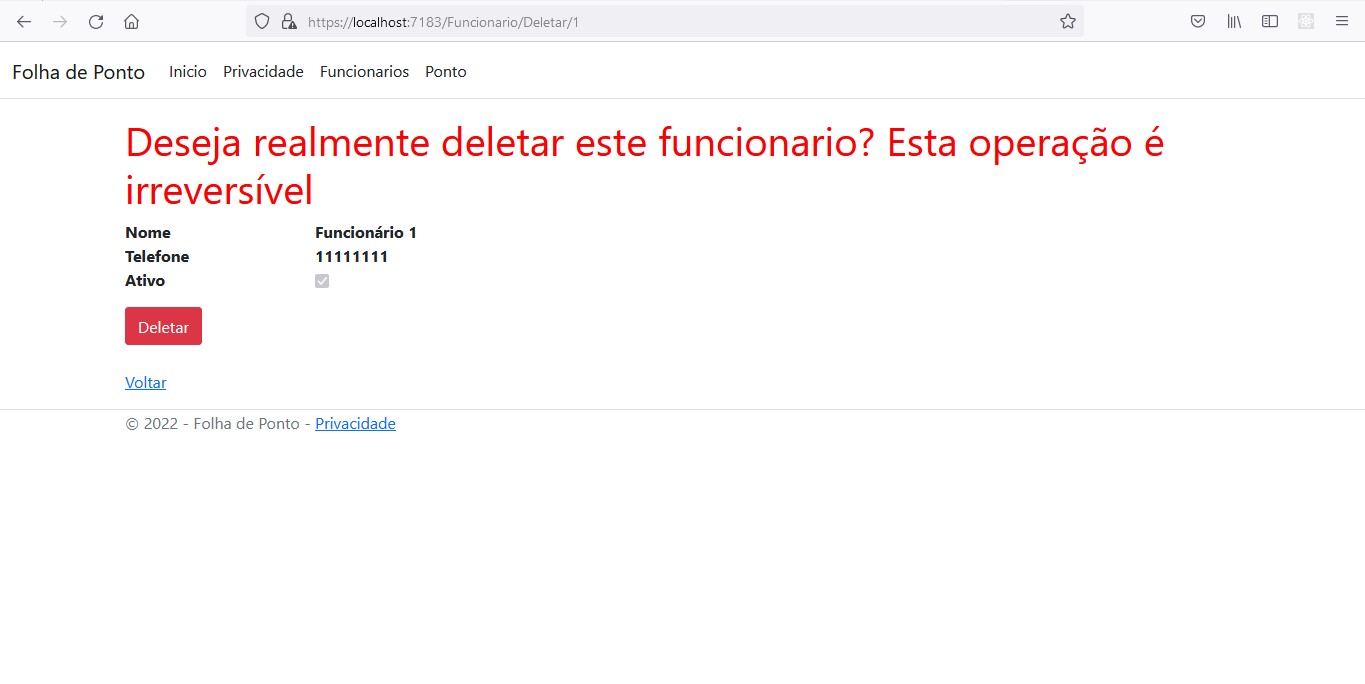 https://localhost:7183/Funcionario/Deletar/1
Folha de Ponto Inicio Privacidade Funcionarios Ponto
Deseja realmente deletar este funcionario? Esta operação é
irreversível
Nome Funcionário 1
Telefone 11111111
Ativo
Deletar
Voltar
© 2022 - Folha de Ponto - Privacidade